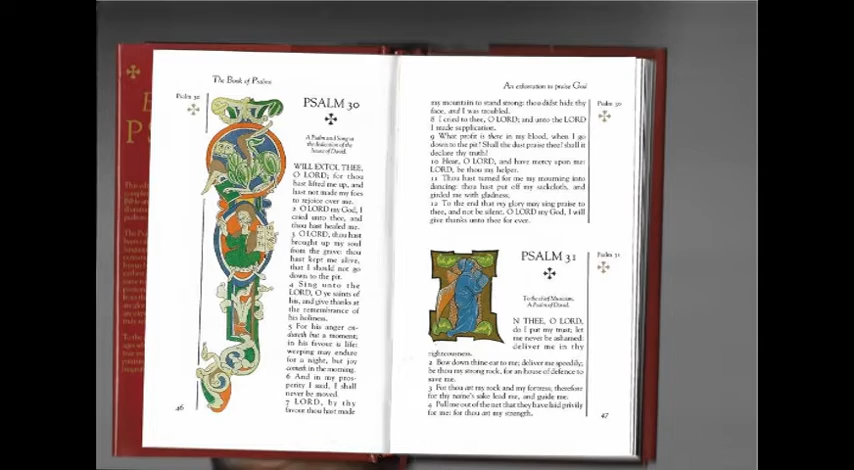 The Book of Psalms
Psalm 30
PSALM 30
A Psalm and Song at
the dedication of the
house of David.
WILL EXTOL THEE,
O LORD; for thou
hast lifted me up, and
hast not made my foes
to rejoice over me.
2 O LORD my God, I
cried unto thee, and
thou hast healed me.
3 O LORD, thou hast
brought up my soul
from the grave: thou
hast kept me alive,
that I should not go
down to the pit.
4 Sing unto the
LORD, O ye saints of
his, and give thanks at
the remembrance of
his holiness.
5 For his anger en-
dureth but a moment;
in his favour is life:
weeping may endure
for a night, but joy
cometh in the morning.
6 And in my pros-
perity I said, I shall
never be moved.
7 LORD, by thy
favour thou hast made
46
An exhortation to praise God
my mountain to stand strong: thou didst hide thy
face, and I was troubled.
8 I cried to thee, O LORD; and unto the LORD
I made supplication.
9 What profit is there in my blood, when I go
down to the pit? Shall the dust praise thee? shall it
declare thy truth?
10 Hear, O LORD, and have mercy upon me:
LORD, be thou my helper.
11 Thou hast turned for me my mourning into
dancing: thou hast put off my sackcloth, and
girded me with gladness.
12 To the end that my glory may sing praise to
thee, and not be silent. O LORD my God, I will
give thanks unto thee for ever.
Psalm 30
PSALM 31
Psalm 31
To the chief Musician,
A Psalm of David.
N THEE, O LORD,
do I put my trust; let
me never be ashamed:
deliver me in thy
righteousness.
2 Bow down thine ear to me; deliver me speedily:
be thou my strong rock, for an house of defence to
save me.
3 For thou art my rock and my fortress; therefore
for thy name's sake lead me, and guide me.
4 Pull me out of the net that they have laid privily
for me: for thou art my strength.
47